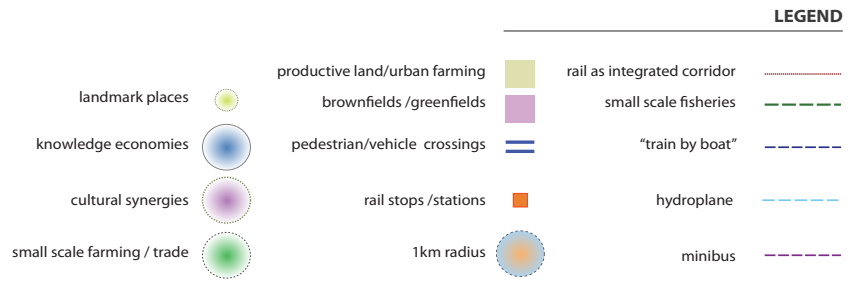 LEGEND
landmark places
knowledge economies
cultural synergies
small scale farming / trade
productive land/urban farming
brownfields /greenfields
pedestrian/vehicle crossings
rail stops /stations
1km radius
rail as integrated corridor
small scale fisheries
“train by boat”
hydroplane
minibus